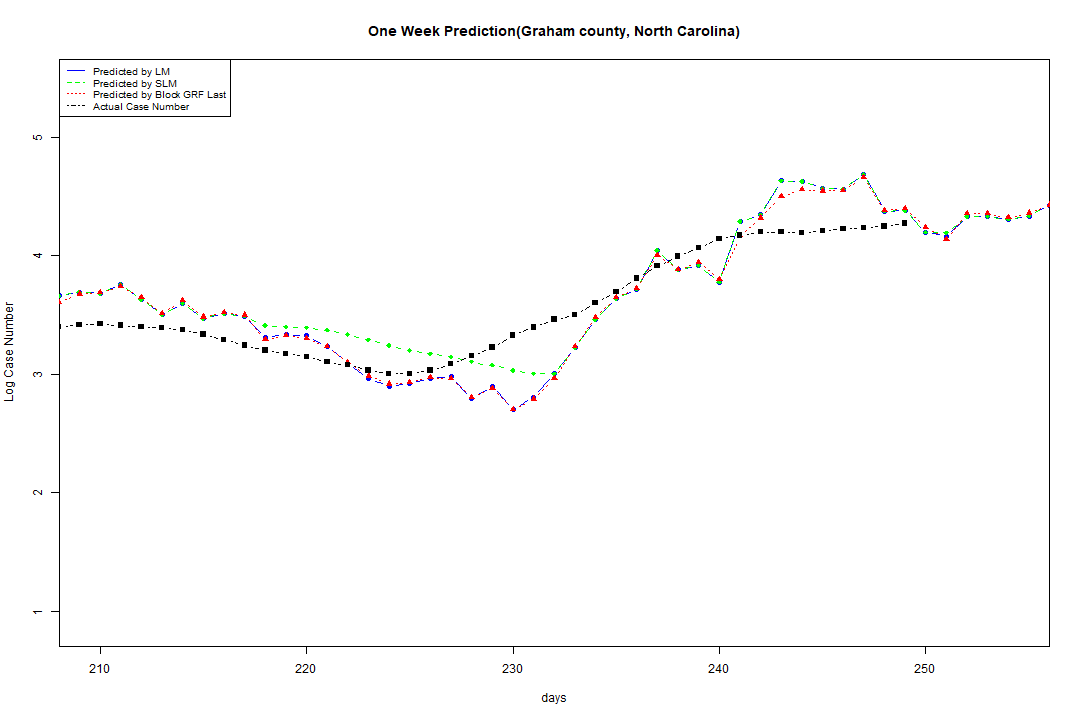 One Week Prediction(Graham county, North Carolina)
Predicted by LM
Predicted by SLM
Predicted by Block GRF Last
Actual Case Number
5
4
3
2
1
Log Case Number
210 220 230 240 250
days